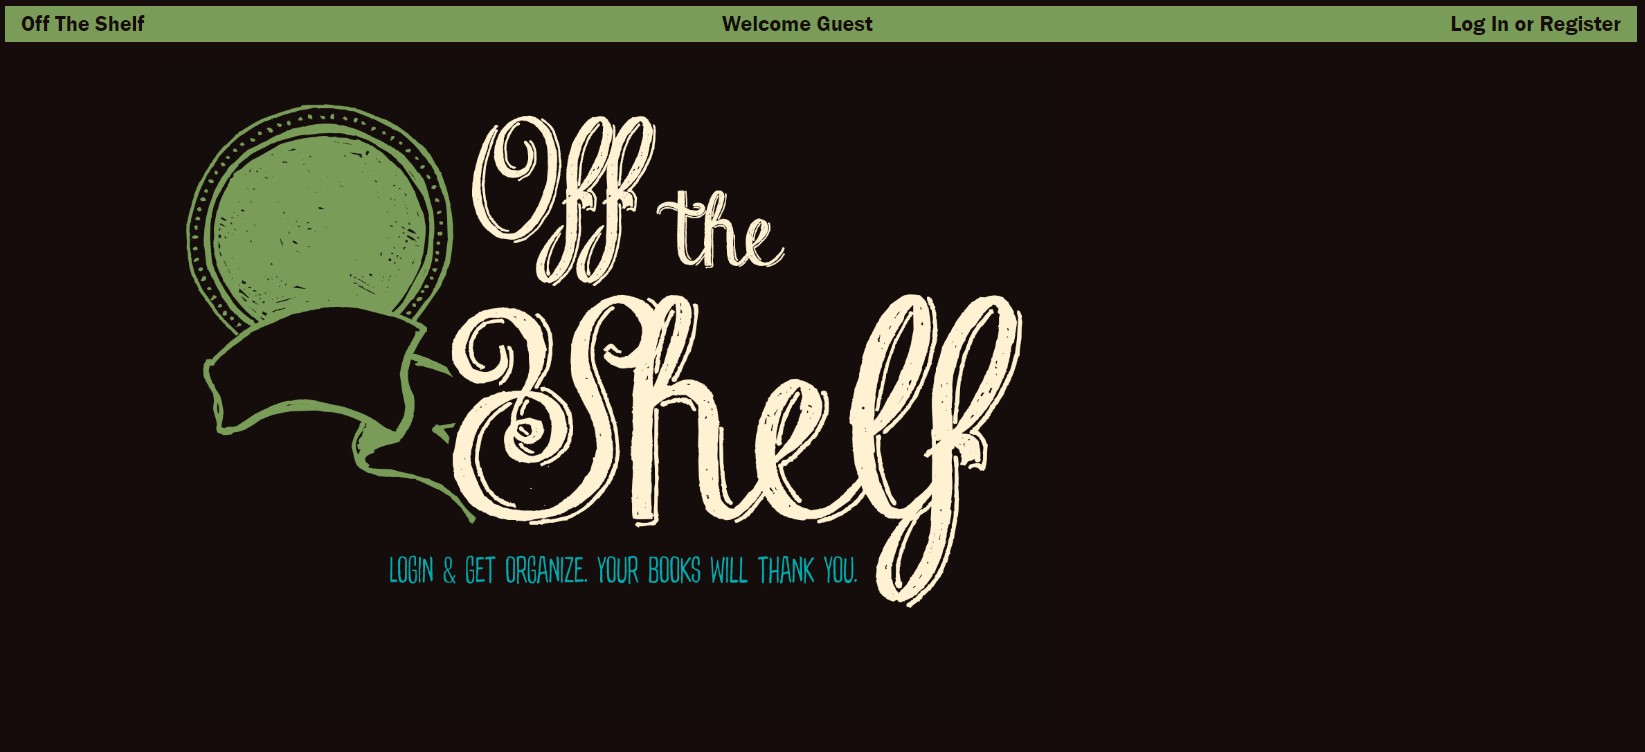 Off The Shelf
Welcome Guest
Log In or Register
Off the
Shelf
LOGIN & GET ORGANIZE. YOUR BOOKS WILL THANK YOU.